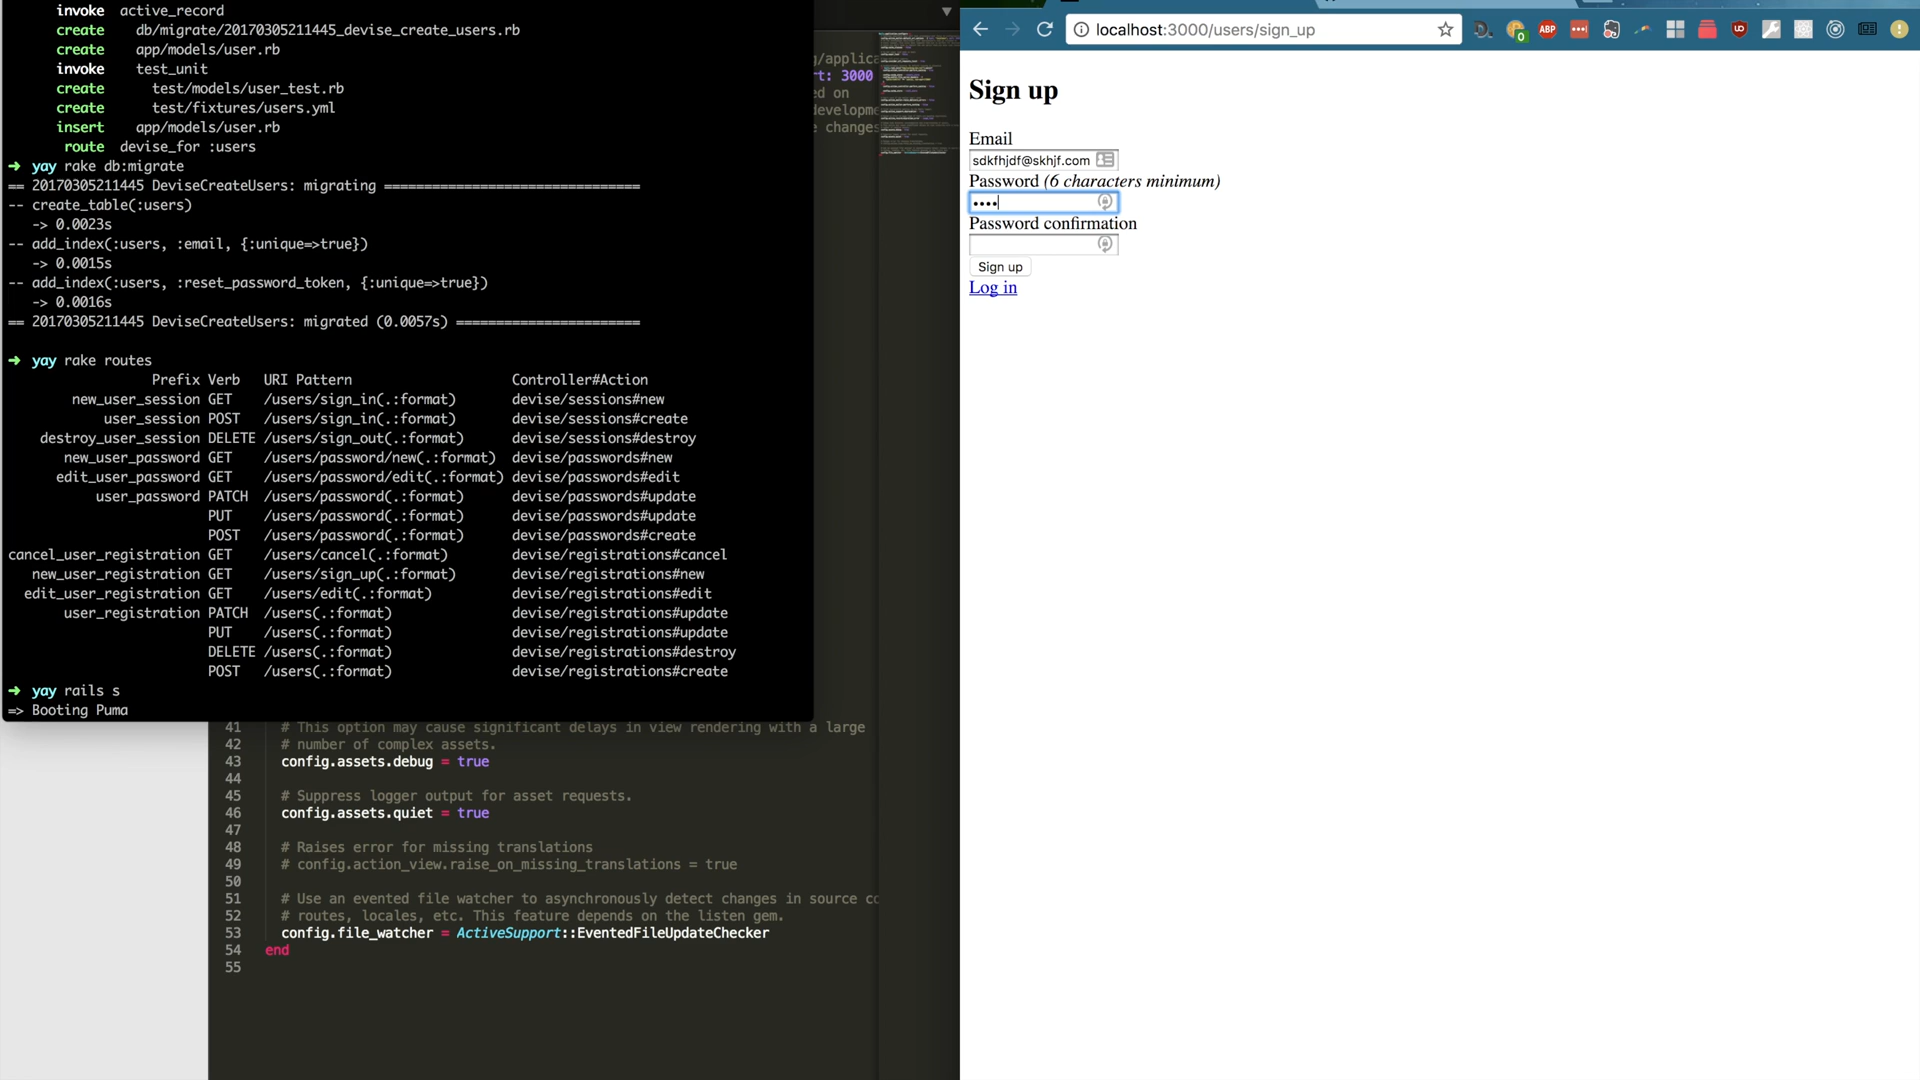 invoke  active_record
create    db/migrate/20170305211445_devise_create_users.rb
create    app/models/user.rb
invoke    test_unit
create      test/models/user_test.rb
create      test/fixtures/users.yml
insert    app/models/user.rb
route  devise_for :users
➜  yay rake db:migrate
== 20170305211445 DeviseCreateUsers: migrating ================================
-- create_table(:users)
-> 0.0023s
-- add_index(:users, :email, {:unique=>true})
-> 0.0015s
-- add_index(:users, :reset_password_token, {:unique=>true})
-> 0.0016s
== 20170305211445 DeviseCreateUsers: migrated (0.0057s) =======================
➜  yay rake routes
Prefix Verb   URI Pattern                    Controller#Action
new_user_session GET    /users/sign_in(.:format)       devise/sessions#new
user_session POST   /users/sign_in(.:format)       devise/sessions#create
destroy_user_session DELETE /users/sign_out(.:format)      devise/sessions#destroy
new_user_password GET    /users/password/new(.:format)  devise/passwords#new
edit_user_password GET    /users/password/edit(.:format) devise/passwords#edit
user_password PATCH  /users/password(.:format)      devise/passwords#update
PUT    /users/password(.:format)      devise/passwords#update
POST   /users/password(.:format)      devise/passwords#create
cancel_user_registration GET    /users/cancel(.:format)        devise/registrations#cancel
new_user_registration GET    /users/sign_up(.:format)       devise/registrations#new
edit_user_registration GET    /users/edit(.:format)          devise/registrations#edit
user_registration PATCH  /users(.:format)               devise/registrations#update
PUT    /users(.:format)               devise/registrations#update
DELETE /users(.:format)               devise/registrations#destroy
POST   /users(.:format)               devise/registrations#create
➜  yay rails s
=> Booting Puma
g/applica
rt: 3000
ed on
developme
e changes
41    # This option may cause significant delays in view rendering with a large
42    # number of complex assets.
43    config.assets.debug = true
44
45    # Suppress logger output for asset requests.
46    config.assets.quiet = true
47
48    # Raises error for missing translations
49    # config.action_view.raise_on_missing_translations = true
50
51    # Use an evented file watcher to asynchronously detect changes in source co
52    # routes, locales, etc. This feature depends on the listen gem.
53    config.file_watcher = ActiveSupport::EventedFileUpdateChecker
54  end
55
localhost:3000/users/sign_up
0
ABP
Sign up
Email
sdkfhjdf@skhjf.com
Password (6 characters minimum)
••••
Password confirmation
Sign up
Log in